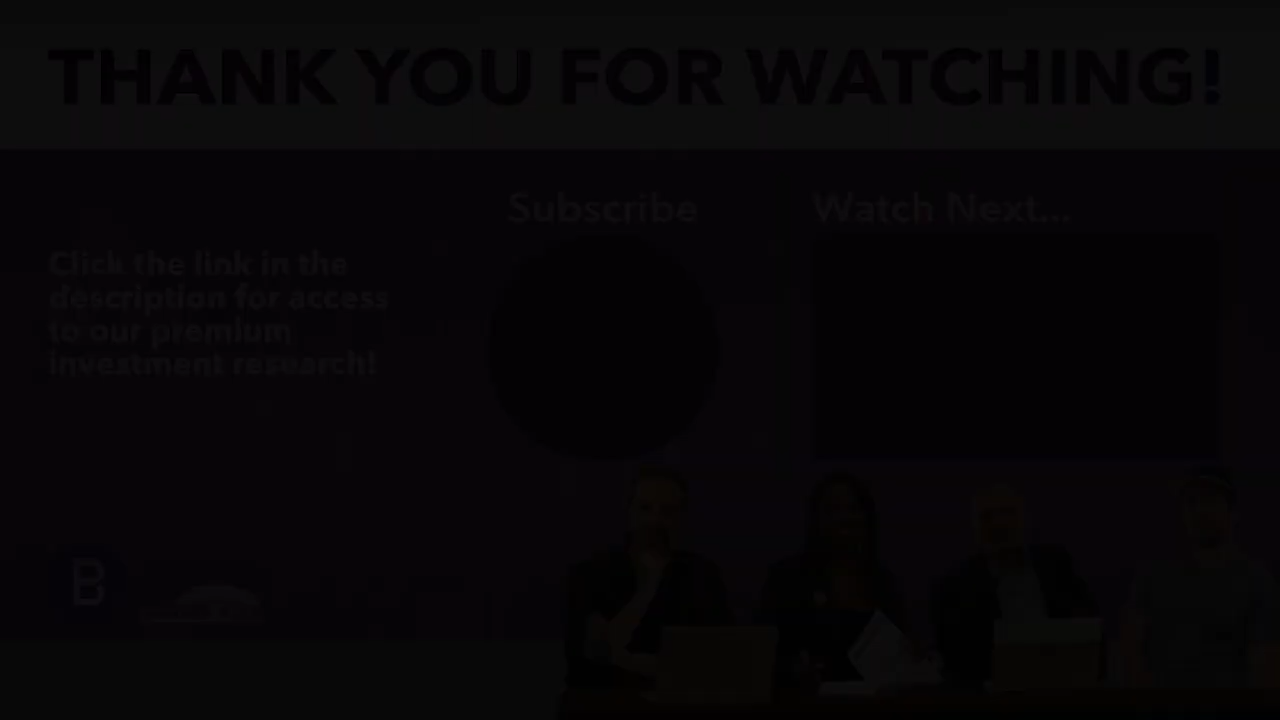 THANK YOU FOR WATCHING!
Subscribe
Watch Next...
Click the link in the
description for access
to our premium
investment research!
B